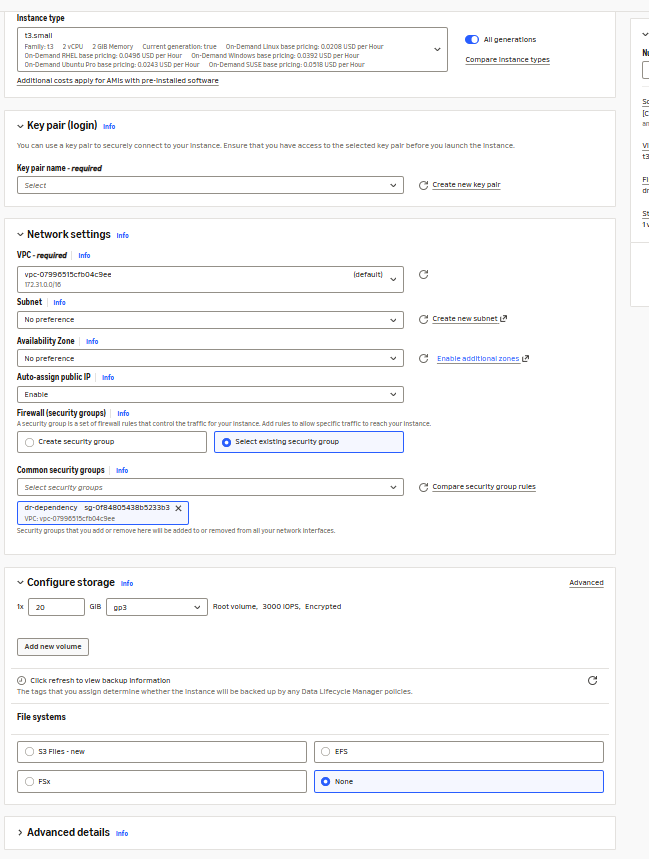 Instance type
t3.small
Family: t3 2 vCPU 2 GiB Memory Current generation: true On-Demand Linux base pricing: 0.0208 USD per Hour
On-Demand RHEL base pricing: 0.0496 USD per Hour On-Demand Windows base pricing: 0.0392 USD per Hour
On-Demand Ubuntu Pro base pricing: 0.0243 USD per Hour On-Demand SUSE base pricing: 0.0518 USD per Hour
All generations
Compare instance types
Additional costs apply for AMIs with pre-installed software
Key pair (login) Info
You can use a key pair to securely connect to your instance. Ensure that you have access to the selected key pair before you launch the instance.
Key pair name - required
Select
Create new key pair
Network settings Info
VPC - required Info
vpc-07996515cfb04c9ee (default)
172.31.0.0/16
Subnet Info
No preference
Create new subnet
Availability Zone Info
No preference
Enable additional zones
Auto-assign public IP Info
Enable
Firewall (security groups) Info
A security group is a set of firewall rules that control the traffic for your instance. Add rules to allow specific traffic to reach your instance.
Create security group
Select existing security group
Common security groups Info
Select security groups
Compare security group rules
dr-dependency sg-0f84805438b5233b3
VPC: vpc-07996515cfb04c9ee
Security groups that you add or remove here will be added to or removed from all your network interfaces.
Configure storage Info
Advanced
1x 20 GiB gp3 Root volume, 3000 IOPS, Encrypted
Add new volume
Click refresh to view backup information
The tags that you assign determine whether the instance will be backed up by any Data Lifecycle Manager policies.
File systems
S3 Files - new
EFS
FSx
None
Advanced details Info